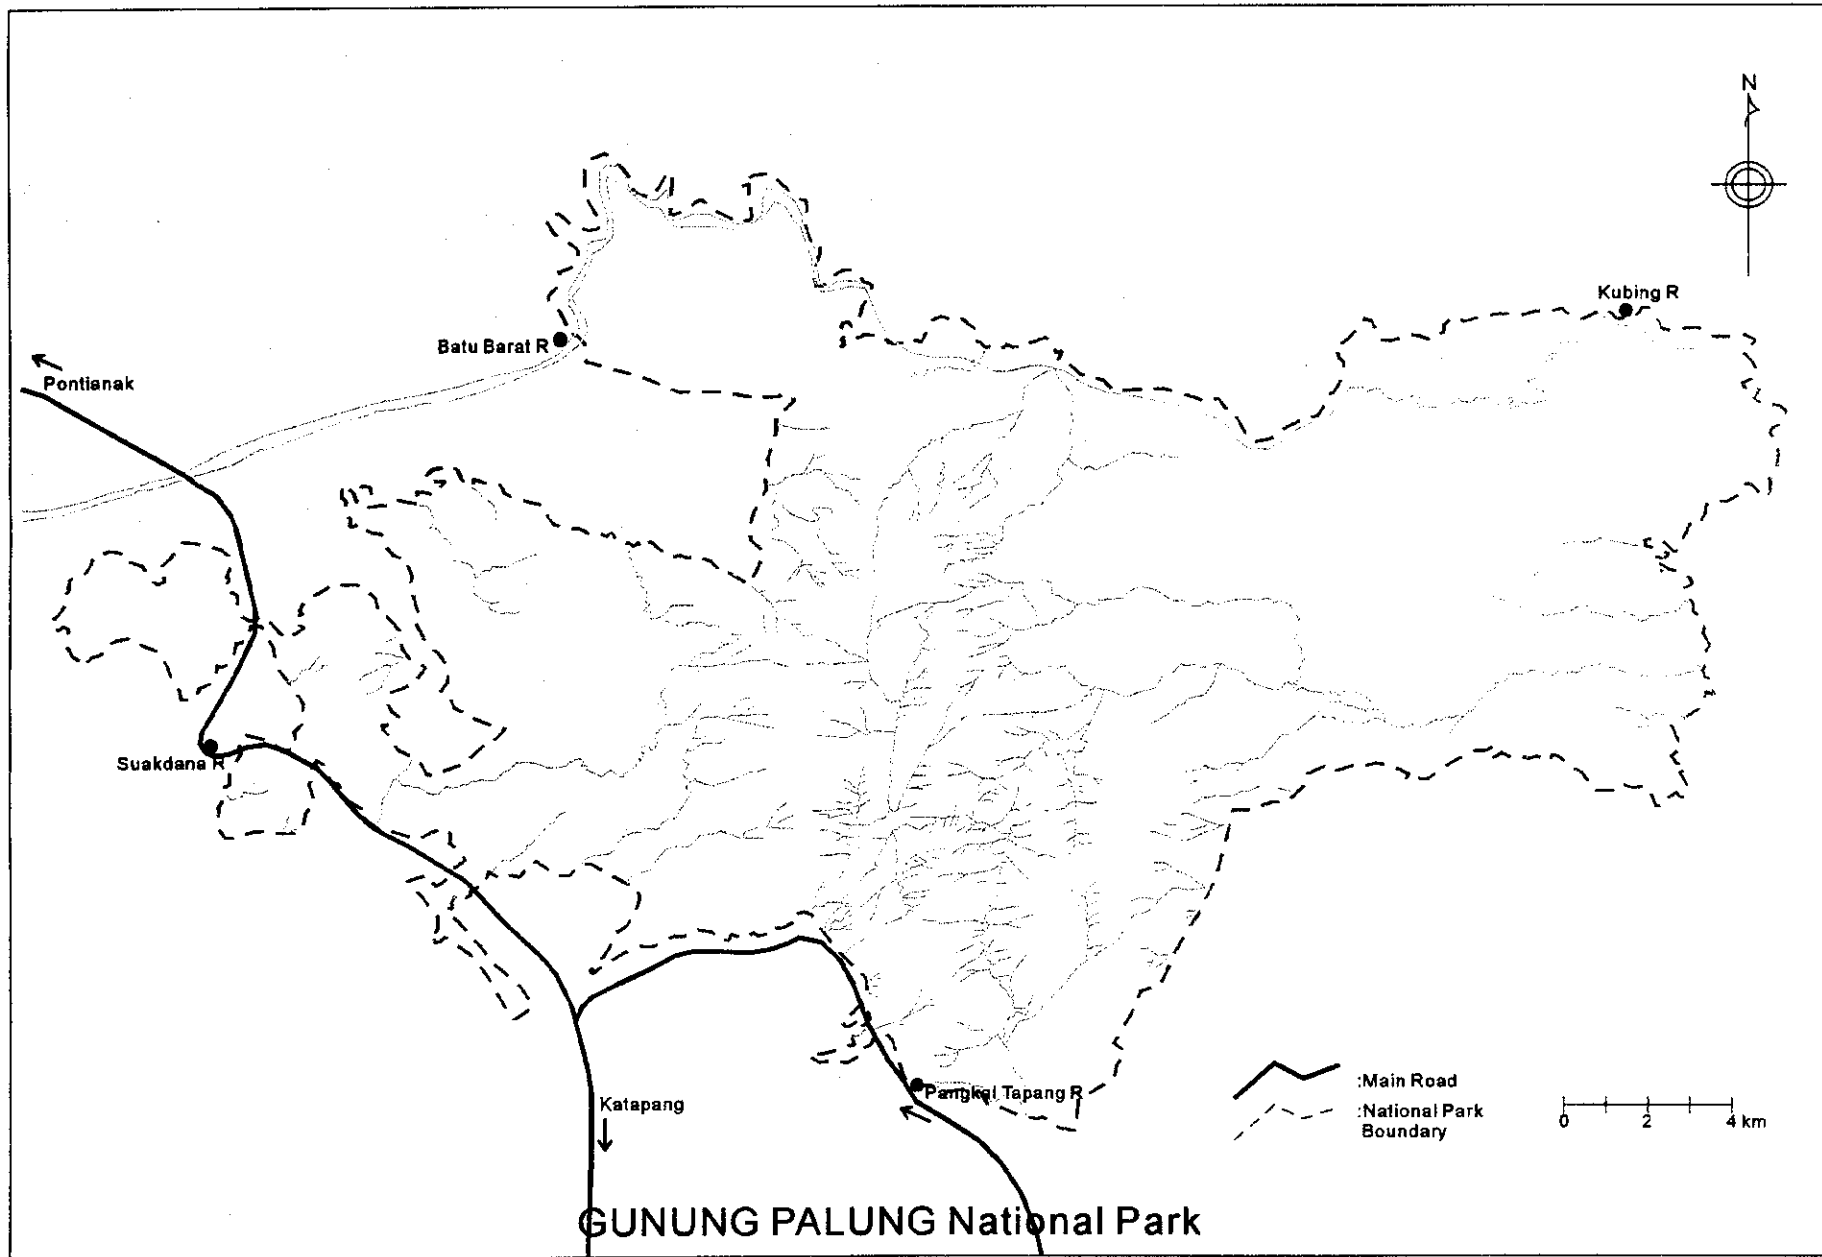 N
Kubing R
Batu Barat R
Pontianak
Suakdana R
Pangkal Tapang R
:Main Road
:National Park
Boundary
0 2 4 km
Katapang
GUNUNG PALUNG National Park